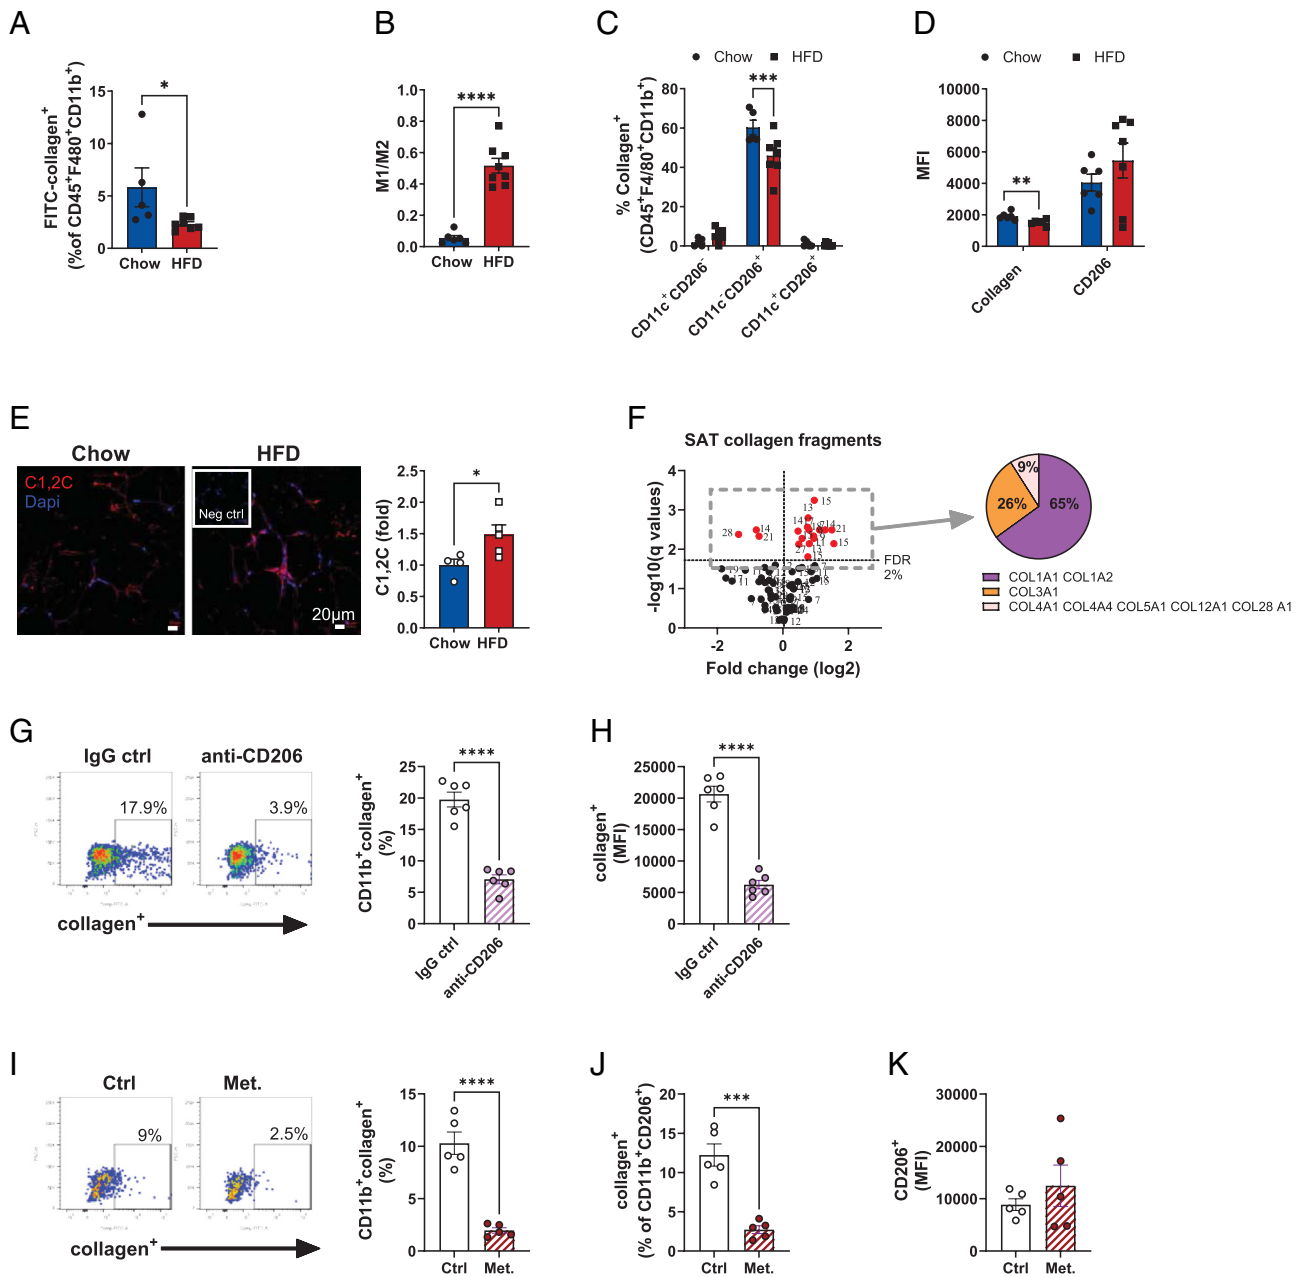 A
FITC-collagen+
(%of CD45+F480+CD11b+)
15
10
5
0
*
Chow HFD
B
M1/M2
1.0
0.8
0.6
0.4
0.2
0.0
****
Chow HFD
C
Chow HFD
% Collagen+
(CD45+F4/80+CD11b+)
80
60
40
20
0
***
CD11c+CD206-
CD11c-CD206+
CD11c+CD206+
D
Chow HFD
MFI
10000
8000
6000
4000
2000
0
**
Collagen
CD206
E
Chow HFD
C1,2C
Dapi
Neg ctrl
20µm
C1,2C (fold)
2.5
2.0
1.5
1.0
0.5
0.0
*
Chow HFD
F
SAT collagen fragments
-log10(q values)
4
3
2
1
0
-2 0 2
Fold change (log2)
FDR
2%
9%
26% 65%
COL1A1 COL1A2
COL3A1
COL4A1 COL4A4 COL5A1 COL12A1 COL28 A1
G
IgG ctrl anti-CD206
17.9% 3.9%
collagen+
CD11b+collagen+
(%)
25
20
15
10
5
0
****
IgG ctrl
anti-CD206
H
collagen+
(MFI)
25000
20000
15000
10000
5000
0
****
IgG ctrl
anti-CD206
I
Ctrl Met.
9% 2.5%
collagen+
CD11b+collagen+
(%)
15
10
5
0
****
Ctrl Met.
J
collagen+
(% of CD11b+CD206+)
20
15
10
5
0
***
Ctrl Met.
K
CD206+
(MFI)
30000
20000
10000
0
Ctrl Met.